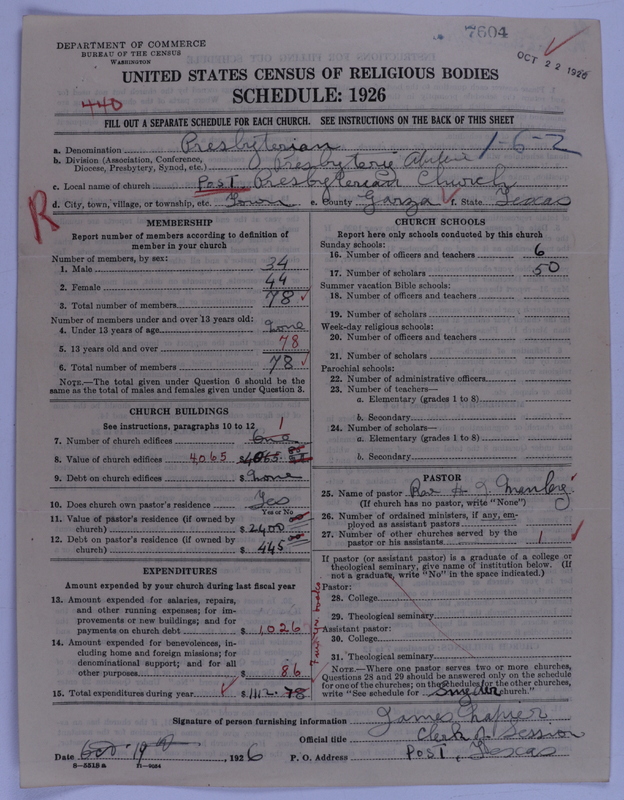 7604
DEPARTMENT OF COMMERCE
BUREAU OF THE CENSUS
WASHINGTON
OCT 22 1926
UNITED STATES CENSUS OF RELIGIOUS BODIES
SCHEDULE: 1926
440
FILL OUT A SEPARATE SCHEDULE FOR EACH CHURCH. SEE INSTRUCTIONS ON THE BACK OF THIS SHEET
a. Denomination Presbyterian 1-6-2
b. Division (Association, Conference, Diocese, Presbytery, Synod, etc.) Abilene
c. Local name of church Post Presbyterian Church
R
d. City, town, village, or township, etc. Town e. County Garza f. State Texas
MEMBERSHIP
Report number of members according to definition of
member in your church
Number of members, by sex:
1. Male 34
2. Female 44
3. Total number of members 78
Number of members under and over 13 years old:
4. Under 13 years of age none
5. 13 years old and over 78
6. Total number of members 78
NOTE.—The total given under Question 6 should be the
same as the total of males and females given under Question 3.
CHURCH BUILDINGS
See instructions, paragraphs 10 to 12 1
7. Number of church edifices one
8. Value of church edifices 4,065 $4065
9. Debt on church edifices $ None
10. Does church own pastor's residence Yes
Yes or No
11. Value of pastor's residence (if owned by
church) $ 2400 00
12. Debt on pastor's residence (if owned by
church) $ 445 00
EXPENDITURES
Amount expended by your church during last fiscal year
13. Amount expended for salaries, repairs,
and other running expenses; for im-
provements or new buildings; and for
payments on church debt $ 1,026
14. Amount expended for benevolences, in-
cluding home and foreign missions; for
denominational support; and for all
other purposes $ 86
15. Total expenditures during year $ 1112.78
CHURCH SCHOOLS
Report here only schools conducted by this church
Sunday schools:
16. Number of officers and teachers 6
17. Number of scholars 50
Summer vacation Bible schools:
18. Number of officers and teachers
19. Number of scholars
Week-day religious schools:
20. Number of officers and teachers
21. Number of scholars
Parochial schools:
22. Number of administrative officers
23. Number of teachers—
a. Elementary (grades 1 to 8)
b. Secondary
24. Number of scholars—
a. Elementary (grades 1 to 8)
b. Secondary
PASTOR
25. Name of pastor Rev
(If church has no pastor, write "None")
26. Number of ordained ministers, if any, em-
ployed as assistant pastors
27. Number of other churches served by the
pastor or his assistants 1
If pastor (or assistant pastor) is a graduate of a college or
theological seminary, give name of institution below. (If
not a graduate, write "No" in the space indicated.)
Pastor:
28. College
29. Theological seminary
Assistant pastor:
30. College
31. Theological seminary
NOTE.—Where one pastor serves two or more churches,
Questions 28 and 29 should be answered only on the schedule
for one of the churches; on the schedules for the other churches,
write "See schedule for Snyder church."
Signature of person furnishing information James
Official title Clerk of Session
Date Oct 19th, 1926 P. O. Address Post, Texas
8—5518a 11—9084